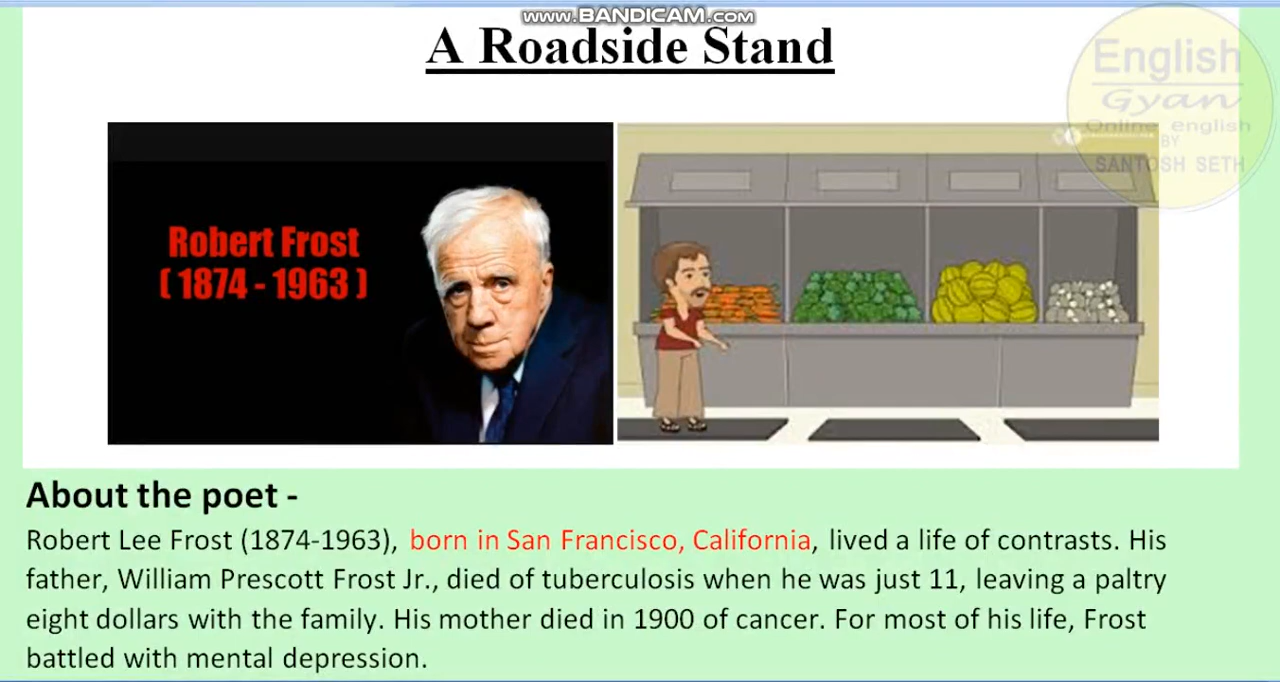 www.BANDICAM.com
A Roadside Stand
English
Gyan
Online english
BY
SANTOSH SETH
Robert Frost
( 1874 - 1963 )
About the poet -
Robert Lee Frost (1874-1963), born in San Francisco, California, lived a life of contrasts. His
father, William Prescott Frost Jr., died of tuberculosis when he was just 11, leaving a paltry
eight dollars with the family. His mother died in 1900 of cancer. For most of his life, Frost
battled with mental depression.